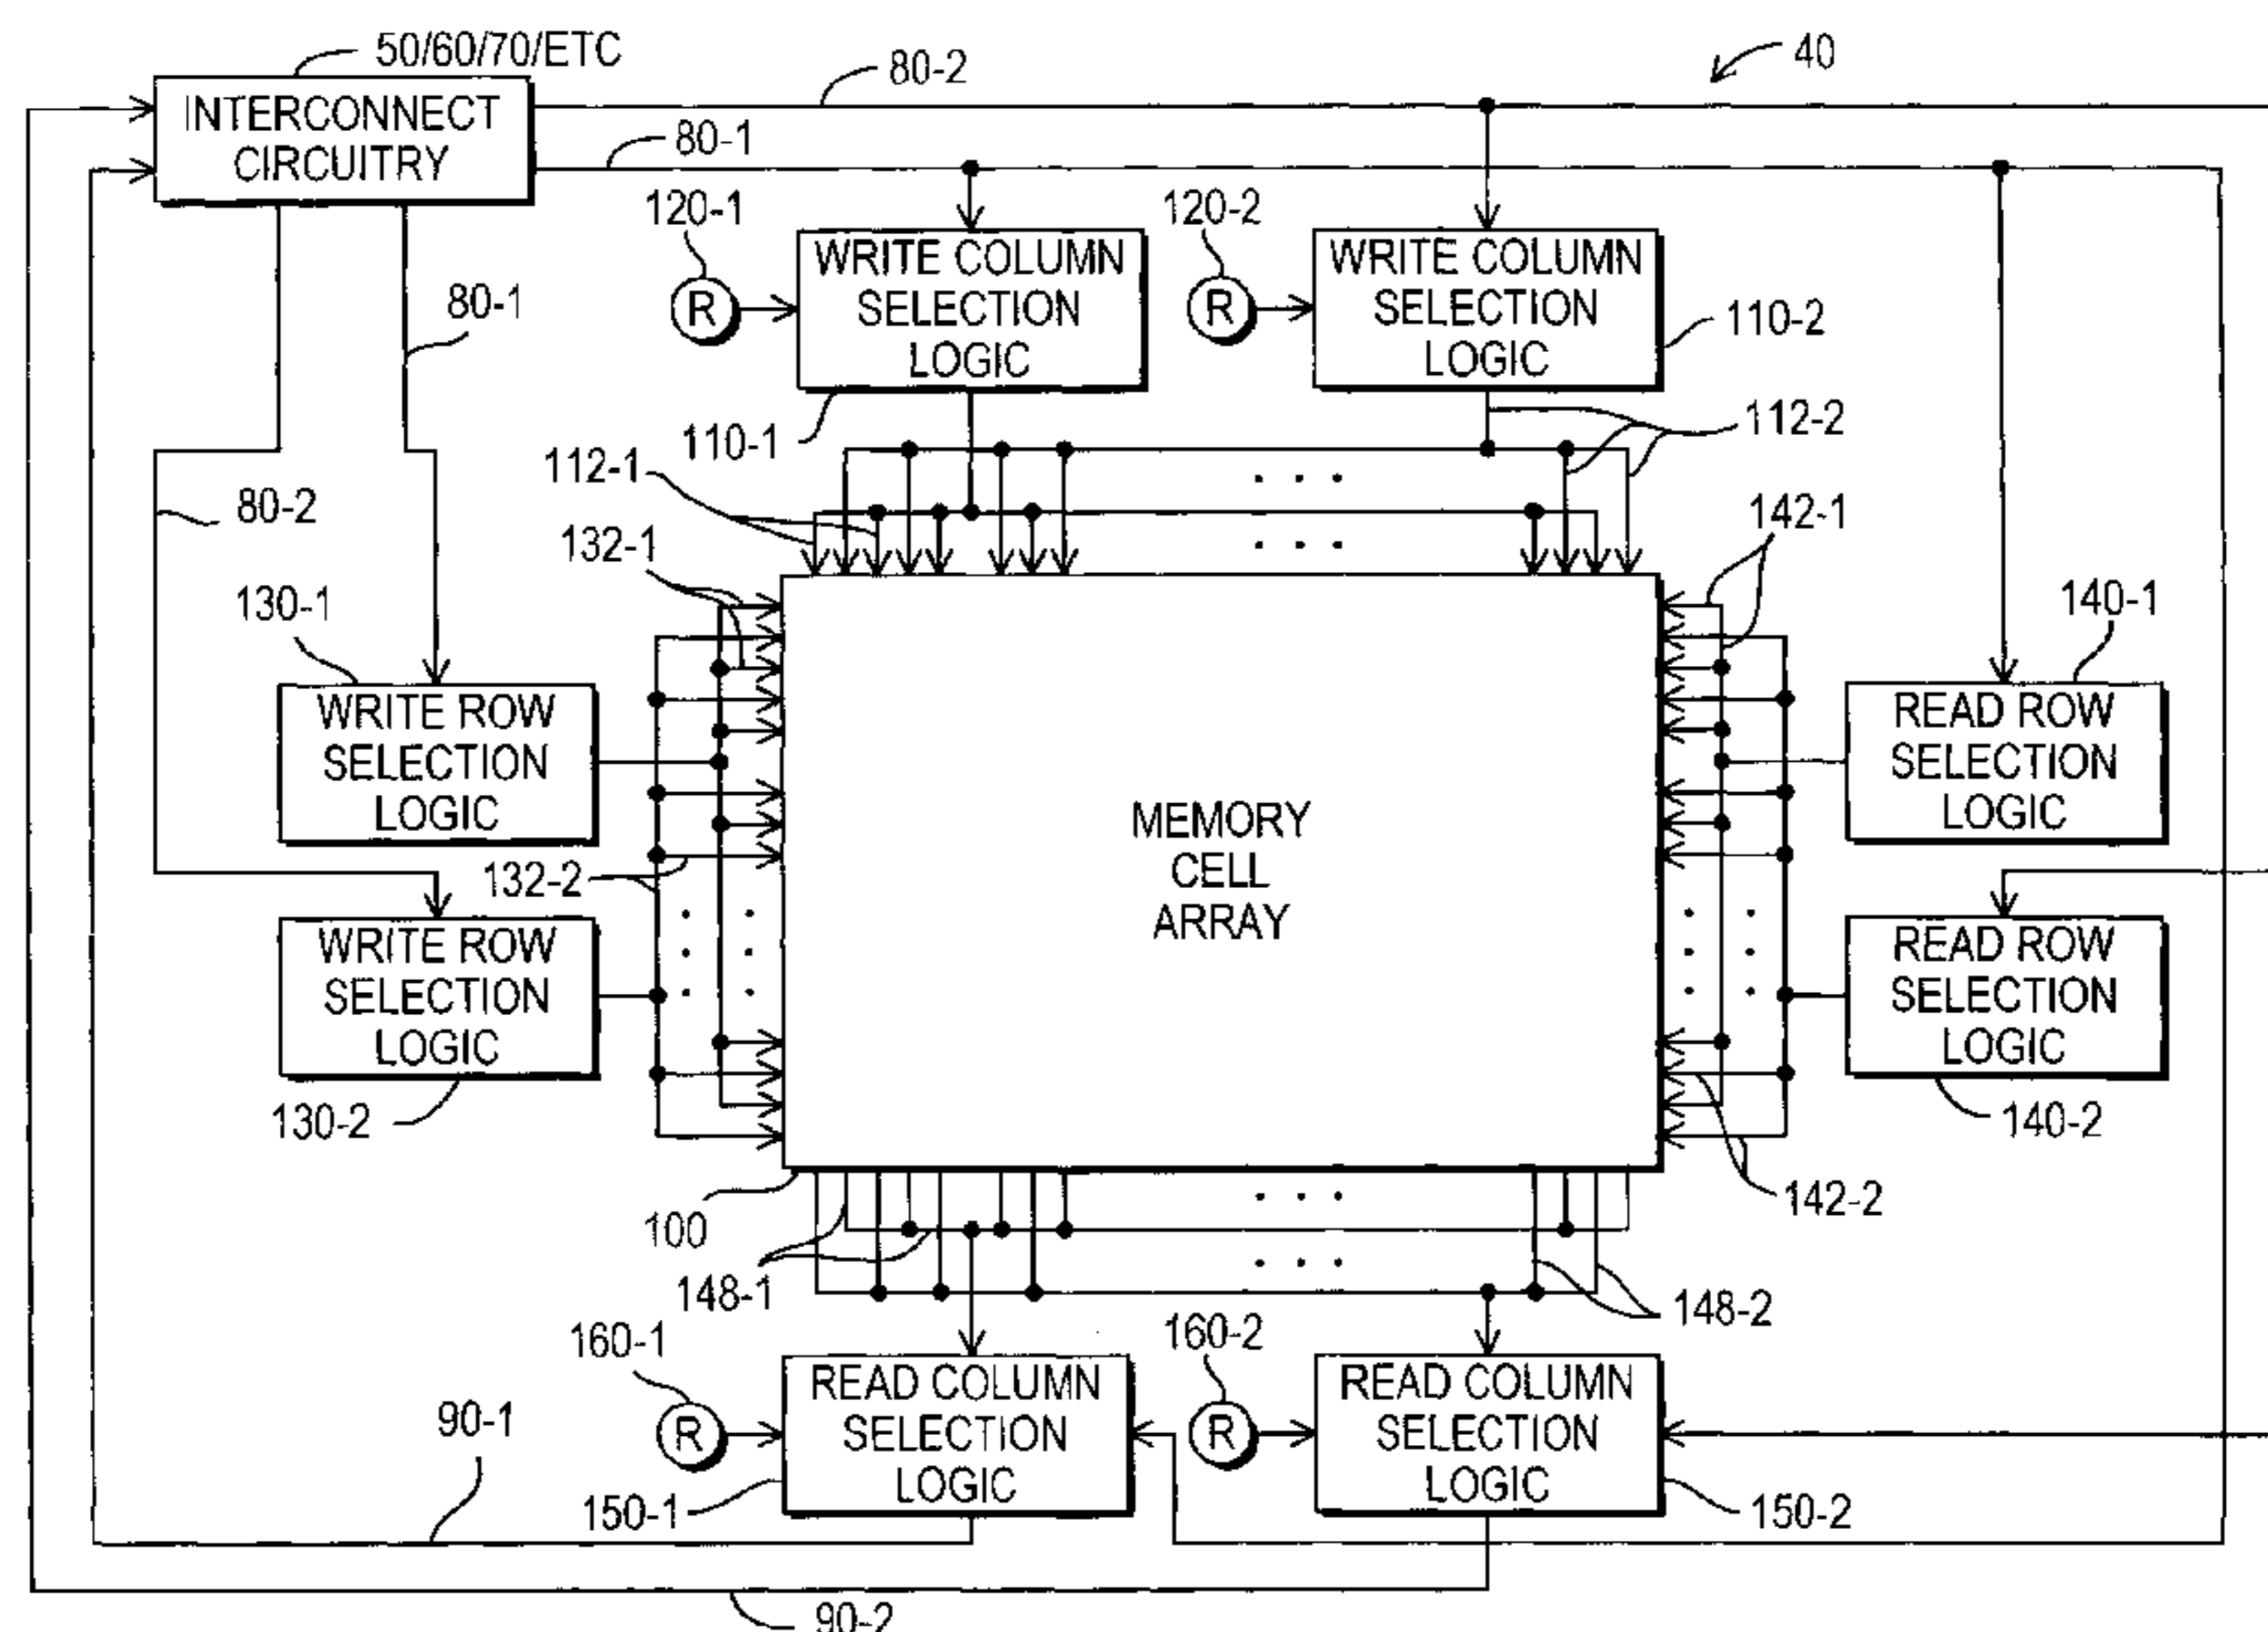 50/60/70/ETC
80-2
40
INTERCONNECT
CIRCUITRY
80-1
120-1
120-2
WRITE COLUMN
SELECTION
LOGIC
WRITE COLUMN
SELECTION
LOGIC
80-1
110-2
110-1
112-2
112-1
80-2
132-1
142-1
130-1
140-1
R
R
WRITE ROW
SELECTION
LOGIC
MEMORY
CELL
ARRAY
READ ROW
SELECTION
LOGIC
132-2
WRITE ROW
SELECTION
LOGIC
READ ROW
SELECTION
LOGIC
130-2
140-2
100
142-2
148-1
148-2
160-1
160-2
90-1
R
READ COLUMN
SELECTION
LOGIC
R
READ COLUMN
SELECTION
LOGIC
150-1
150-2
90-2